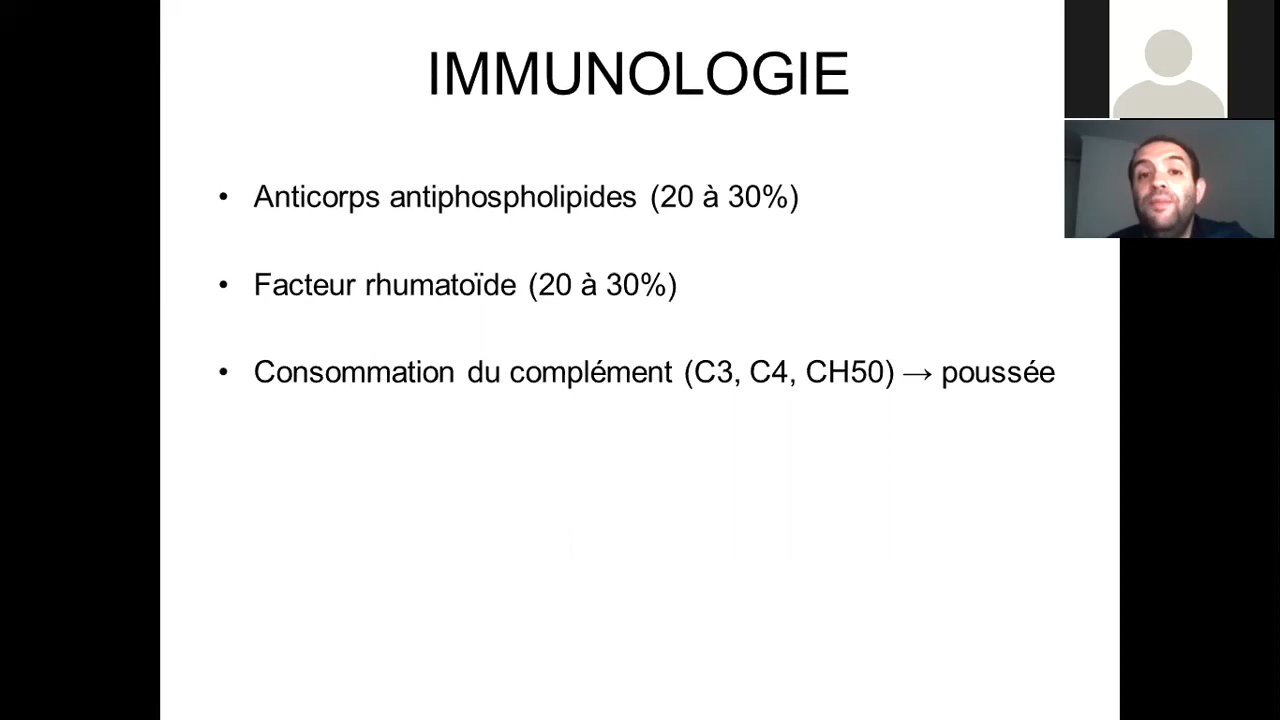 IMMUNOLOGIE
• Anticorps antiphospholipides (20 à 30%)
• Facteur rhumatoïde (20 à 30%)
• Consommation du complément (C3, C4, CH50) → poussée